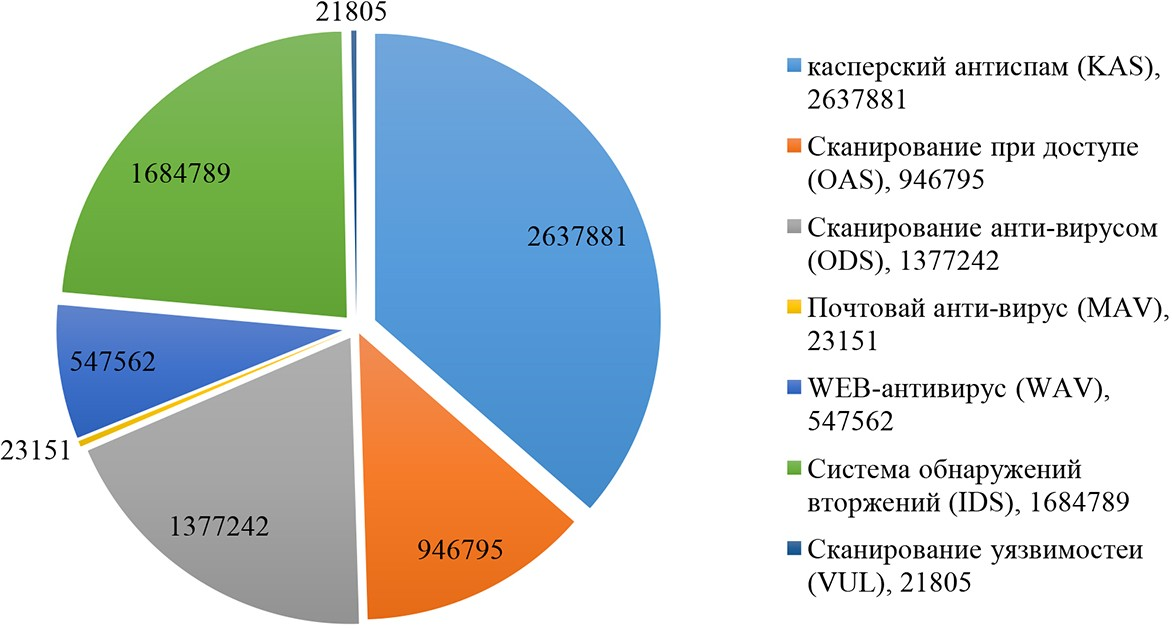 21805
1684789
2637881
547562
23151
1377242
946795
касперский антиспам (KAS),
2637881
Сканирование при доступе
(OAS), 946795
Сканирование анти-вирусом
(ODS), 1377242
Почтовай анти-вирус (MAV),
23151
WEB-антивирус (WAV),
547562
Система обнаружений
вторжений (IDS), 1684789
Сканирование уязвимостеи
(VUL), 21805